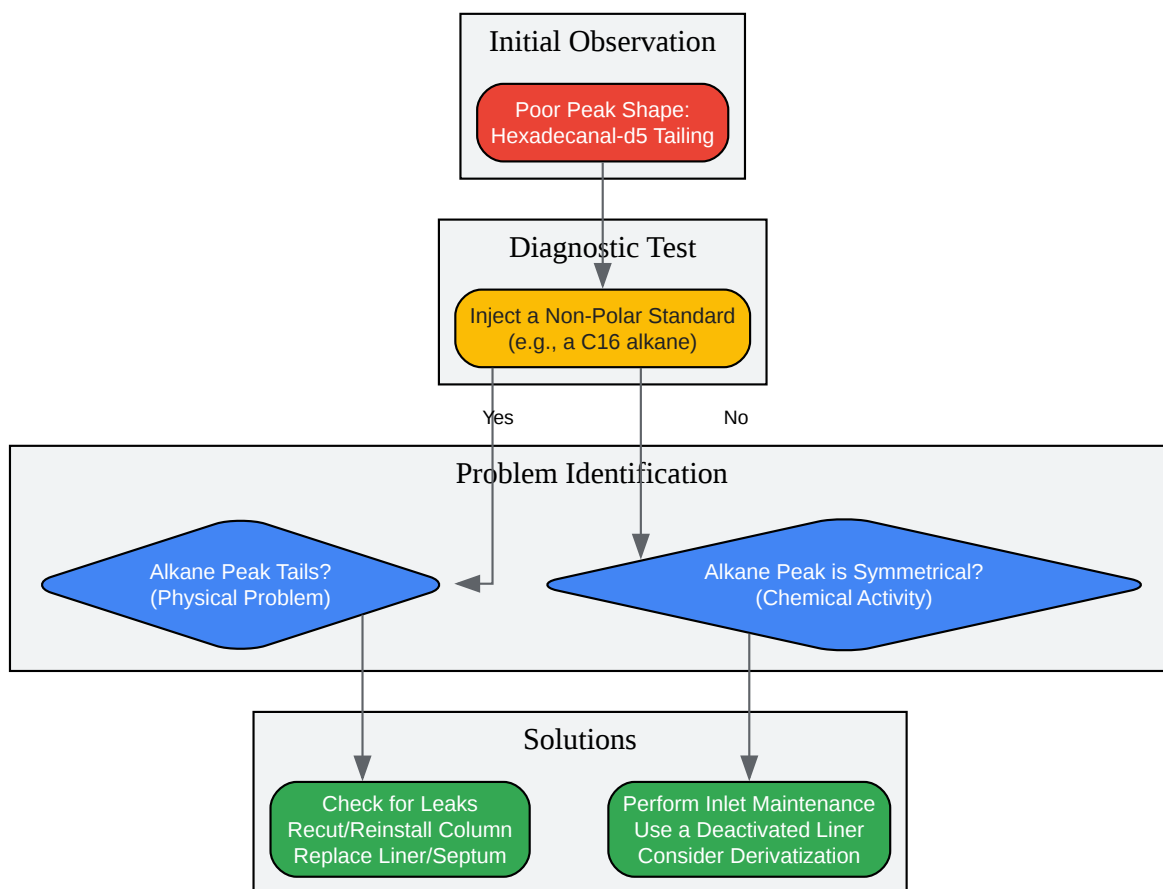 Initial Observation
Poor Peak Shape:
Hexadecanal-d5 Tailing
Diagnostic Test
Inject a Non-Polar Standard
(e.g., a C16 alkane)
Yes
No
Problem Identification
Alkane Peak Tails?
(Physical Problem)
Alkane Peak is Symmetrical?
(Chemical Activity)
Solutions
Check for Leaks
Recut/Reinstall Column
Replace Liner/Septum
Perform Inlet Maintenance
Use a Deactivated Liner
Consider Derivatization